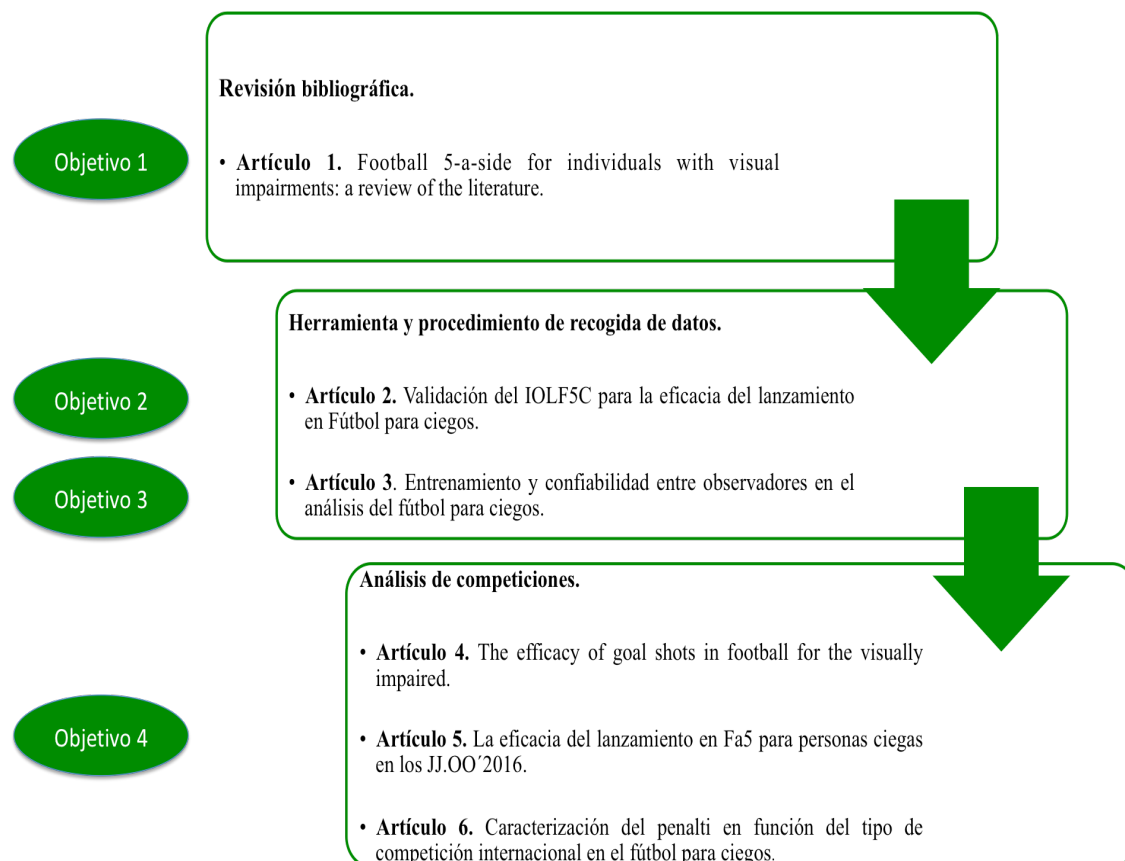 Revisión bibliográfica.
Objetivo 1
• Artículo 1. Football 5-a-side for individuals with visual
impairments: a review of the literature.
Herramienta y procedimiento de recogida de datos.
Objetivo 2
• Artículo 2. Validación del IOLF5C para la eficacia del lanzamiento
en Fútbol para ciegos.
Objetivo 3
• Artículo 3. Entrenamiento y confiabilidad entre observadores en el
análisis del fútbol para ciegos.
Análisis de competiciones.
• Artículo 4. The efficacy of goal shots in football for the visually
impaired.
Objetivo 4
• Artículo 5. La eficacia del lanzamiento en Fa5 para personas ciegas
en los JJ.OO´2016.
• Artículo 6. Caracterización del penalti en función del tipo de
competición internacional en el fútbol para ciegos.